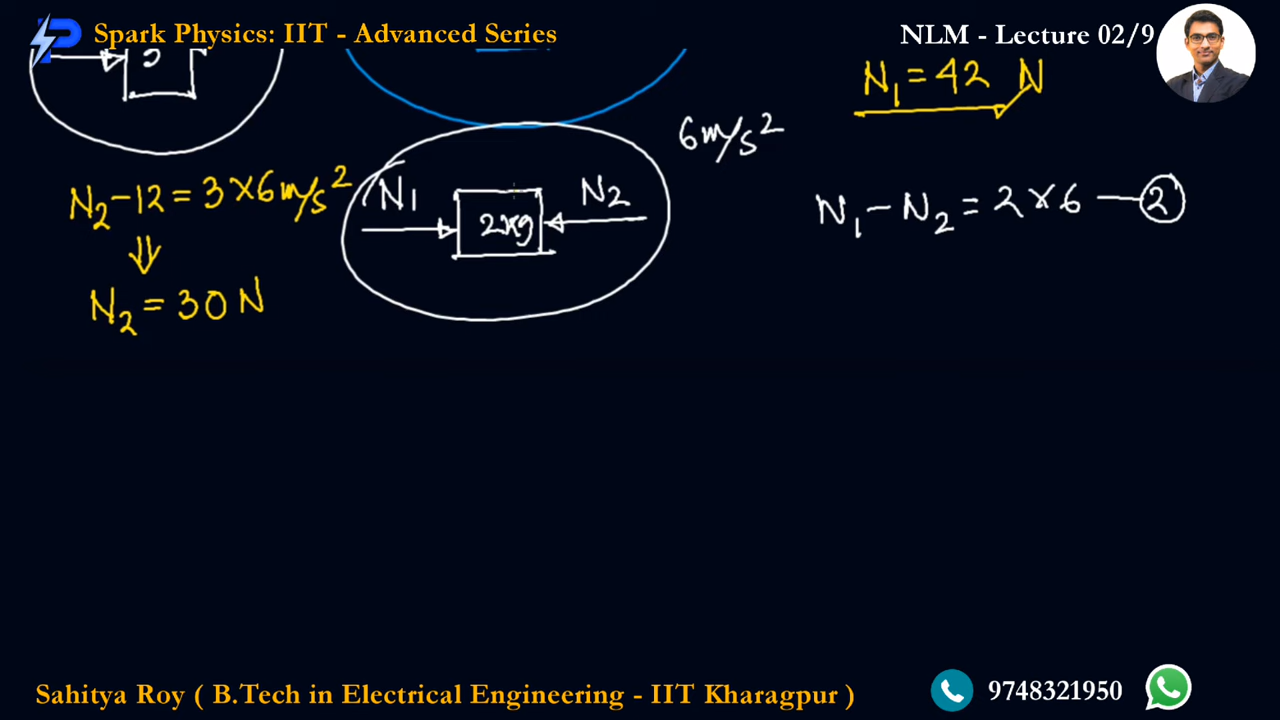 Spark Physics: IIT - Advanced Series
NLM - Lecture 02/9
N₁ = 42 N
6m/s²
N₂ - 12 = 3 × 6 m/s²
⇓
N₂ = 30 N
N1
2kg
N2
N₁ - N₂ = 2 × 6 — ②
Sahitya Roy ( B.Tech in Electrical Engineering - IIT Kharagpur )
9748321950